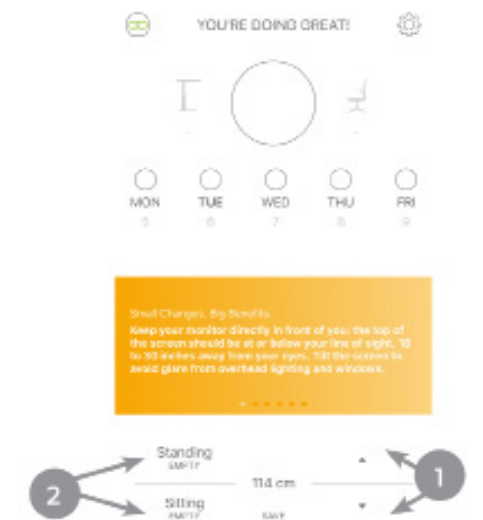 YOU'RE DOING GREAT!
MON TUE WED THU FRI
5 6 7 8 9
Small Changes, Big Benefits.
Keep your monitor directly in front of you; the top of
the screen should be at or below your line of sight, 18
to 30 inches away from your eyes. Tilt the screen to
avoid glare from overhead lighting and windows.
Standing
EMPTY
1
114 cm
2
Sitting
EMPTY
SAVE